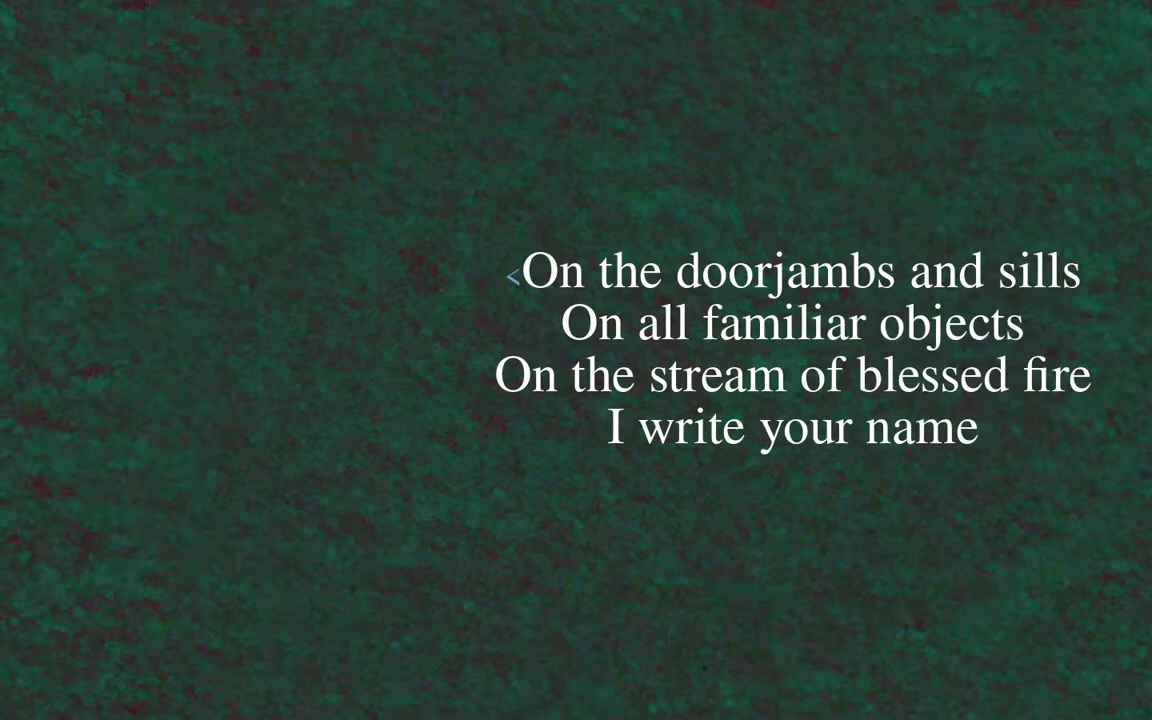 <On the doorjambs and sills
On all familiar objects
On the stream of blessed fire
I write your name